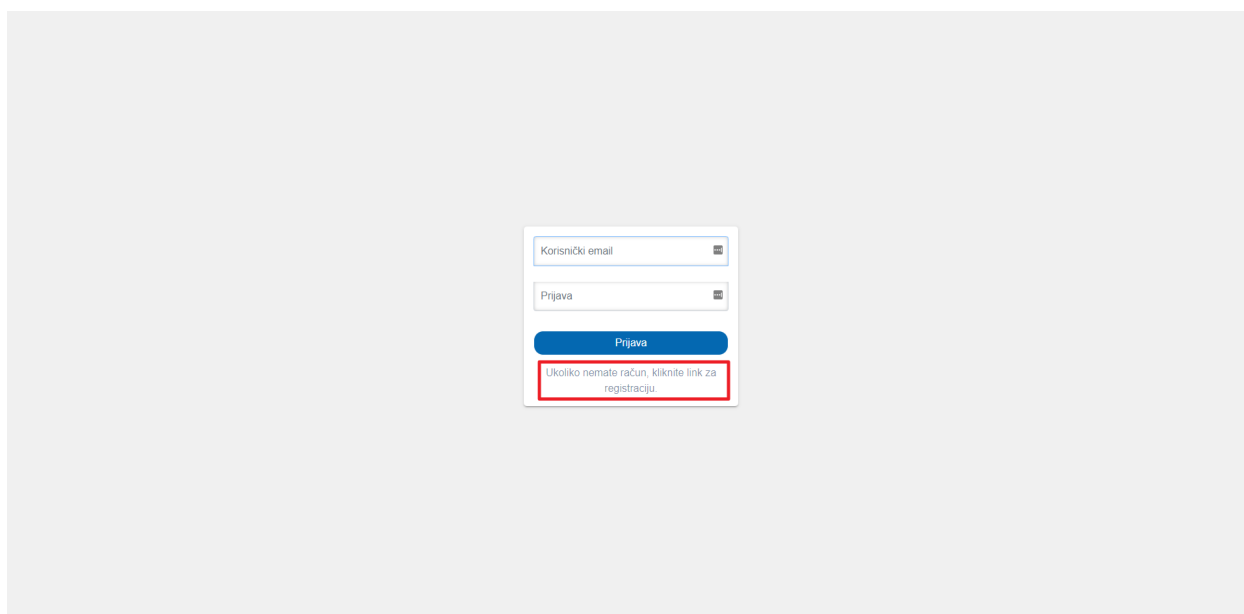 Korisnički email
Prijava
Prijava
Ukoliko nemate račun, kliknite link za
registraciju.